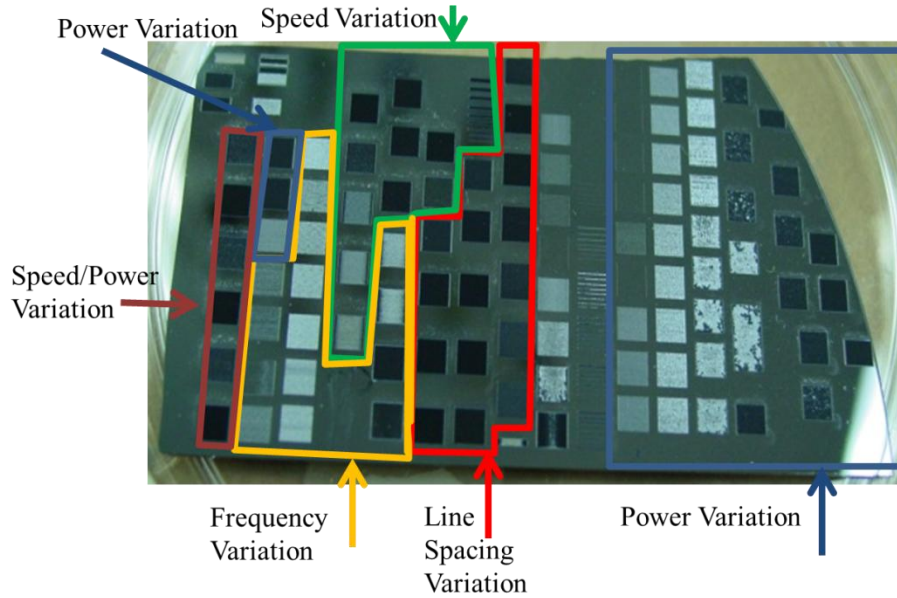 Speed Variation
Power Variation
Speed/Power
Variation
Frequency
Variation
Line
Spacing
Variation
Power Variation